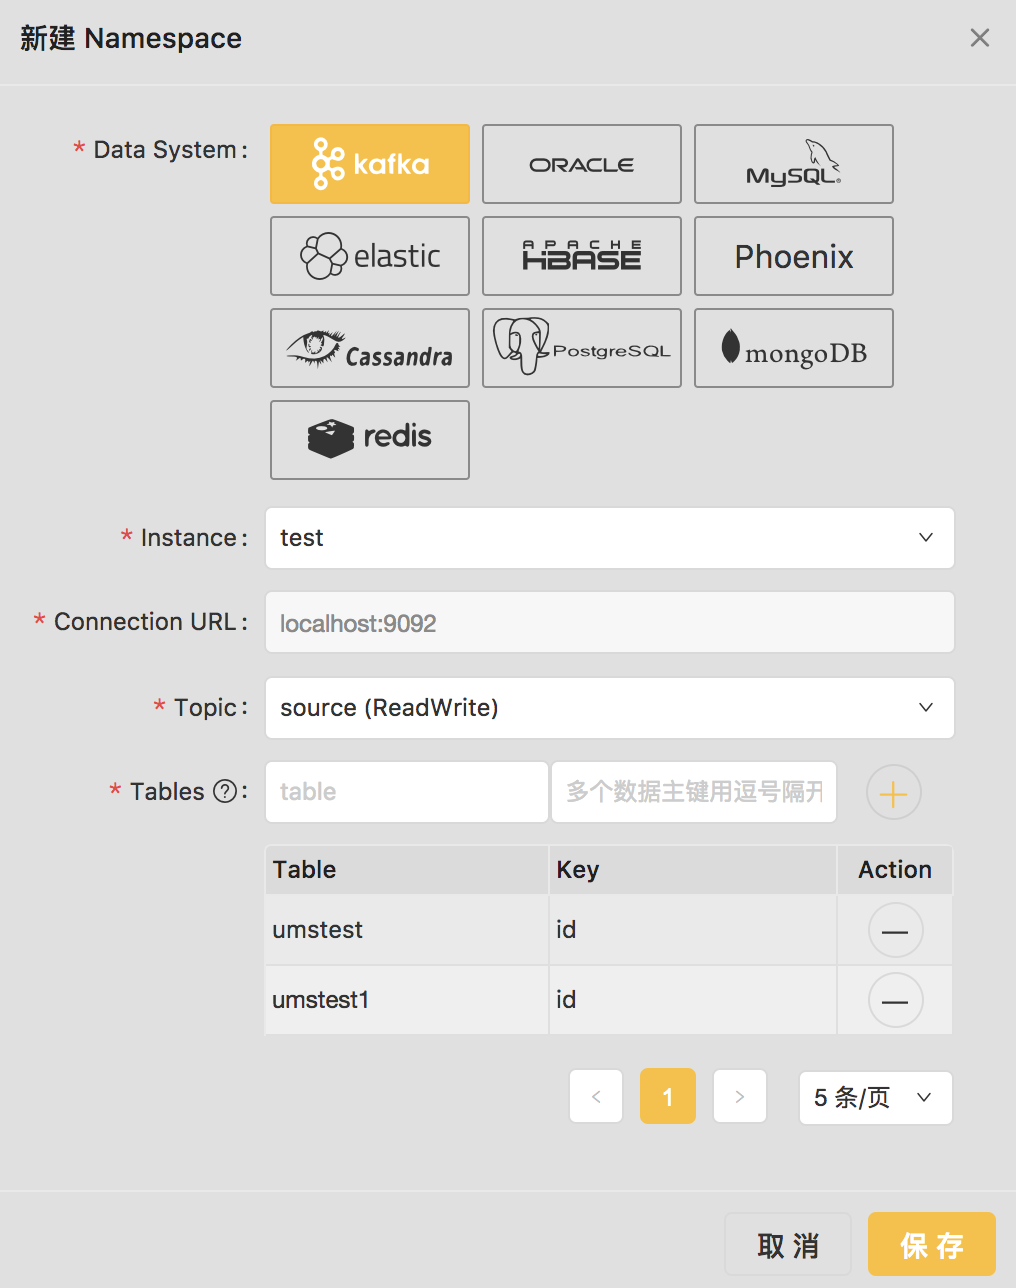 新建 Namespace
* Data System :
kafka
ORACLE
MySQL®
elastic
APACHE
HBASE
Phoenix
Cassandra
PostgreSQL
mongoDB
redis
* Instance :
test
* Connection URL :
localhost:9092
* Topic :
source (ReadWrite)
* Tables ? :
table
多个数据主键用逗号隔开
Table Key Action
umstest id
umstest1 id
< 1 > 5 条/页
取 消 保 存